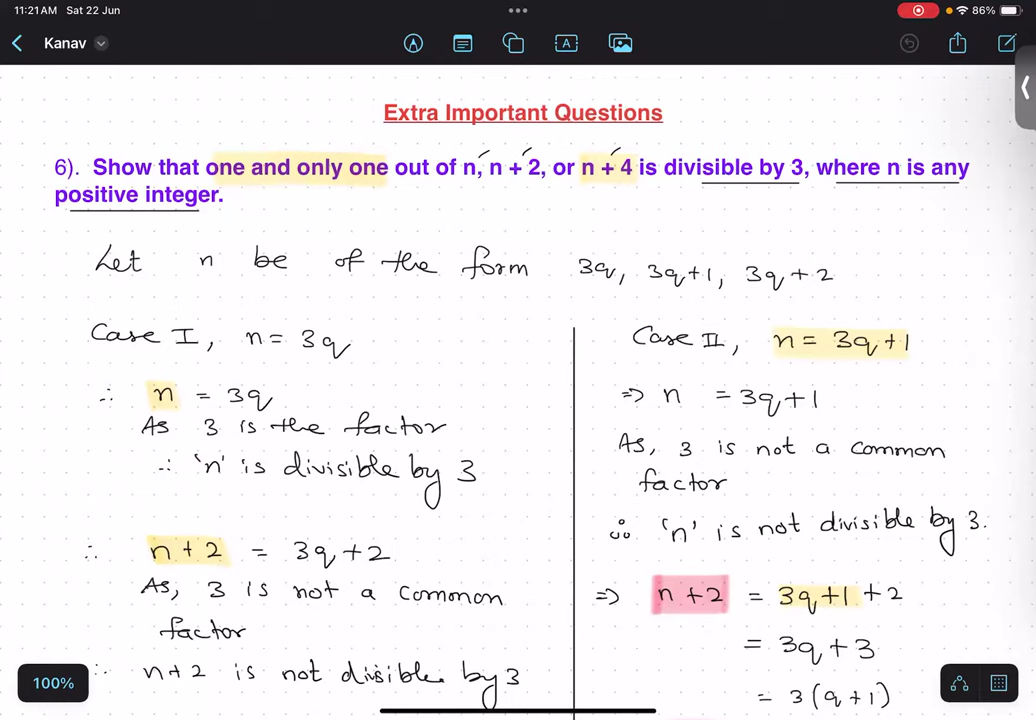 11:21 AM Sat 22 Jun
86%
Kanav
A
Extra Important Questions
6). Show that one and only one out of n, n + 2, or n + 4 is divisible by 3, where n is any
positive integer.
Let n be of the form 3q, 3q+1, 3q+2
Case I, n = 3q
∴ n = 3q
As 3 is the factor
∴ 'n' is divisible by 3
∴ n+2 = 3q+2
As, 3 is not a common
factor
∴ n+2 is not divisible by 3
Case II, n = 3q+1
=> n = 3q+1
As, 3 is not a common
factor
∴ 'n' is not divisible by 3.
=> n+2 = 3q+1+2
= 3q+3
= 3(q+1)
100%